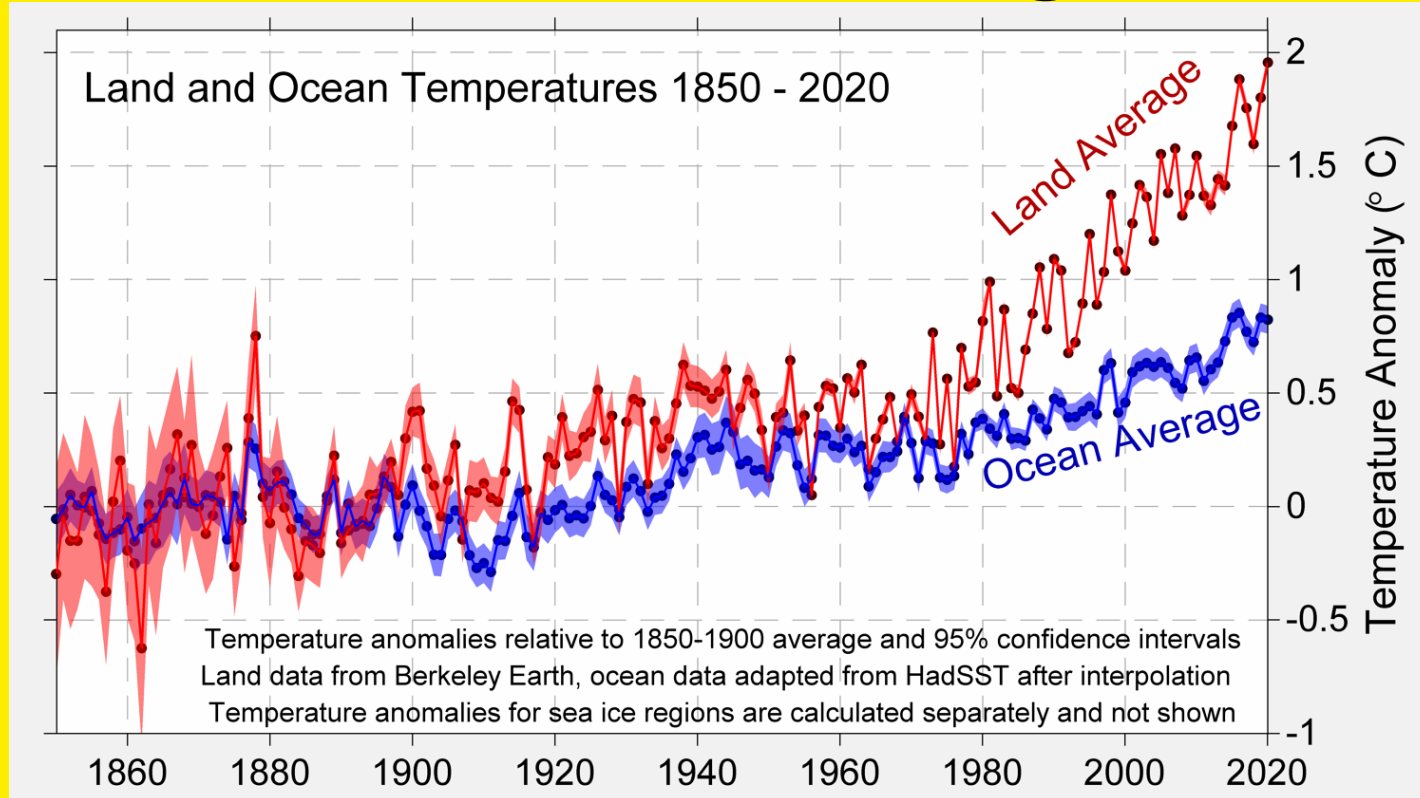 Land and Ocean Temperatures 1850 - 2020
Land Average
Ocean Average
Temperature anomalies relative to 1850-1900 average and 95% confidence intervals
Land data from Berkeley Earth, ocean data adapted from HadSST after interpolation
Temperature anomalies for sea ice regions are calculated separately and not shown
2
1.5
1
0.5
0
-0.5
-1
Temperature Anomaly (° C)
1860 1880 1900 1920 1940 1960 1980 2000 2020